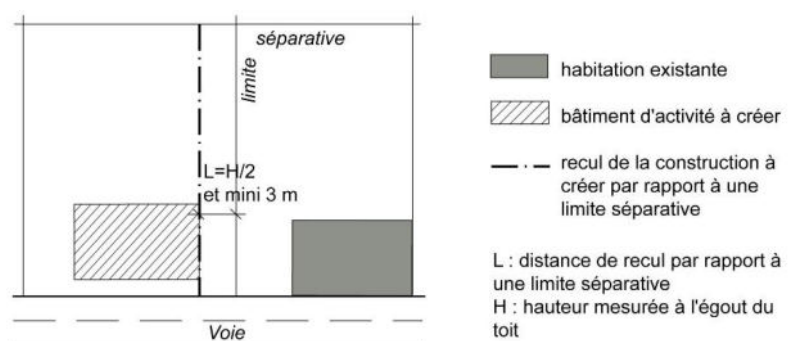 séparative
limite
L=H/2
et mini 3 m
Voie
habitation existante
bâtiment d'activité à créer
recul de la construction à
créer par rapport à une
limite séparative
L : distance de recul par rapport à
une limite séparative
H : hauteur mesurée à l'égout du
toit